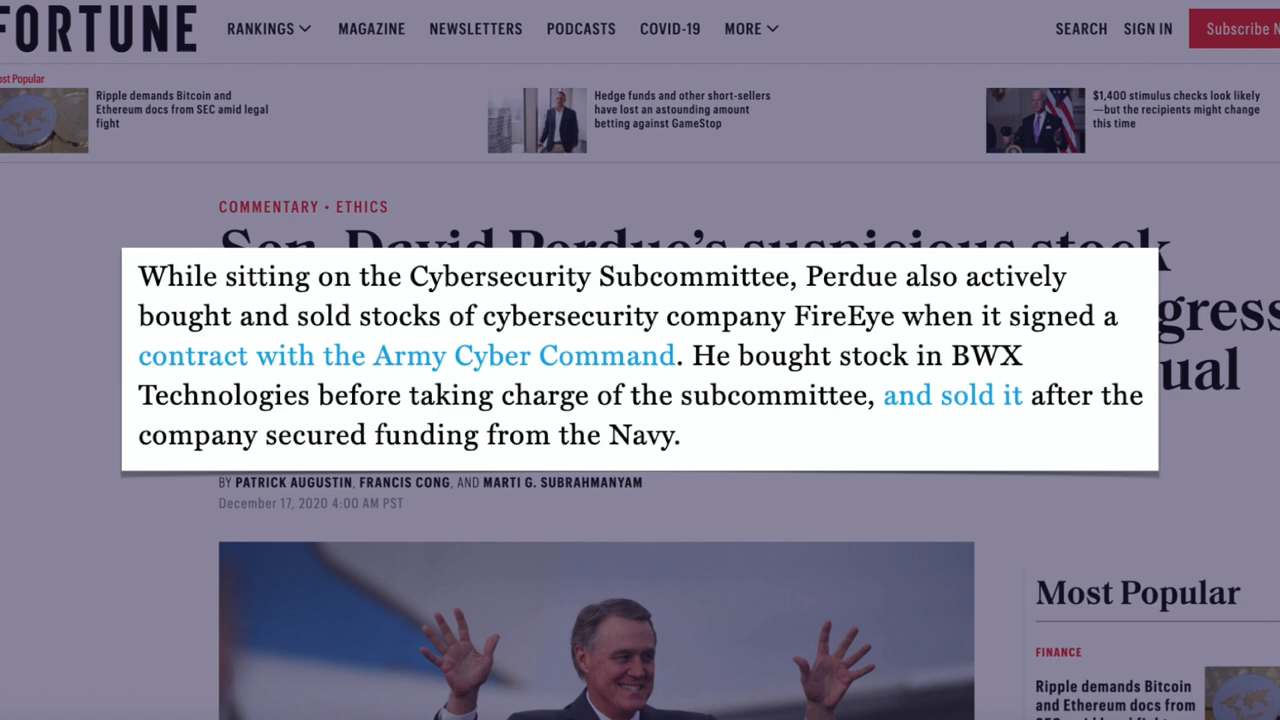 FORTUNE
RANKINGS MAGAZINE NEWSLETTERS PODCASTS COVID-19 MORE SEARCH SIGN IN Subscribe
Most Popular
Ripple demands Bitcoin and
Ethereum docs from SEC amid legal
fight
Hedge funds and other short-sellers
have lost an astounding amount
betting against GameStop
$1,400 stimulus checks look likely
—but the recipients might change
this time
COMMENTARY • ETHICS
Sen. David Perdue's suspicious stock
While sitting on the Cybersecurity Subcommittee, Perdue also actively
bought and sold stocks of cybersecurity company FireEye when it signed a
contract with the Army Cyber Command. He bought stock in BWX
Technologies before taking charge of the subcommittee, and sold it after the
company secured funding from the Navy.
BY PATRICK AUGUSTIN, FRANCIS CONG, AND MARTI G. SUBRAHMANYAM
December 17, 2020 4:00 AM PST
Most Popular
FINANCE
Ripple demands Bitcoin
and Ethereum docs from